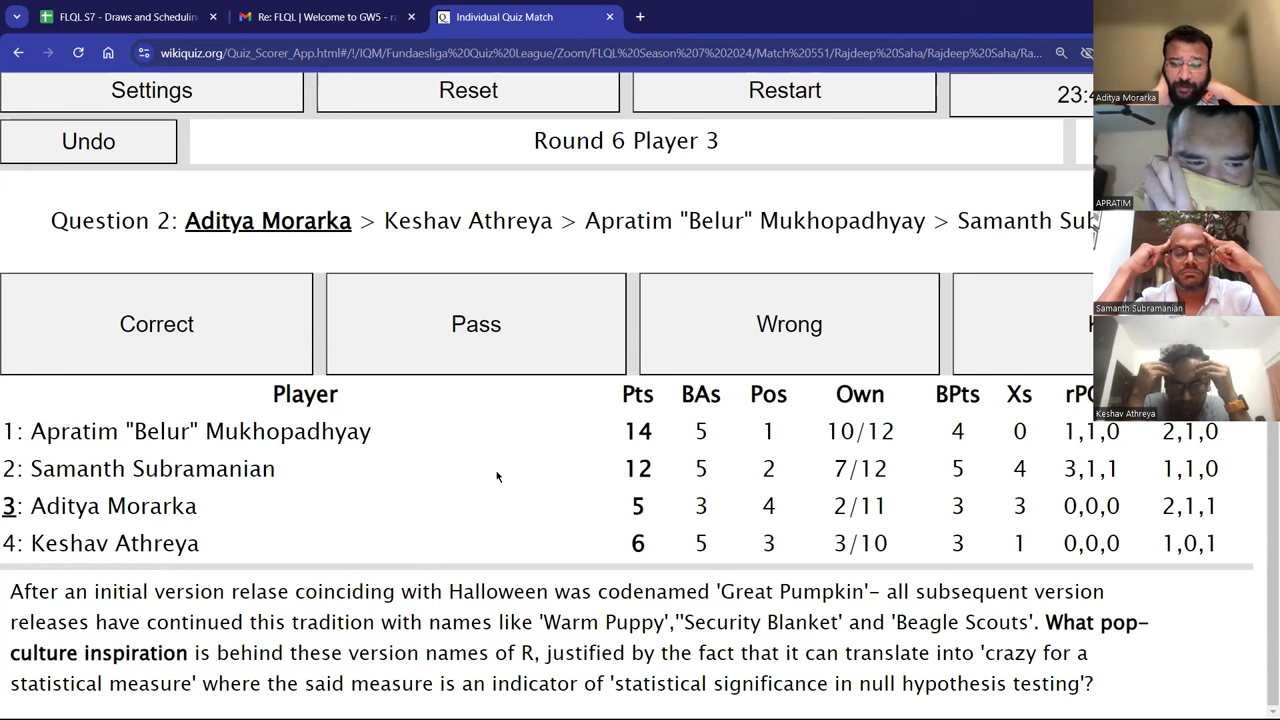 FLQL S7 - Draws and Schedulin
Re: FLQL | Welcome to GW5 - r
Individual Quiz Match
wikiquiz.org/Quiz_Scorer_App.html#/!/IQM/Fundaesliga%20Quiz%20League/Zoom/FLQL%20Season%207%202024/Match%20551/Rajdeep%20Saha/Rajdeep%20Saha/Ra...
Settings
Reset
Restart
23:4
Undo
Round 6 Player 3
Question 2: Aditya Morarka > Keshav Athreya > Apratim "Belur" Mukhopadhyay > Samanth Sub
Correct
Pass
Wrong
Player Pts BAs Pos Own BPts Xs rPO
1: Apratim "Belur" Mukhopadhyay 14 5 1 10/12 4 0 1,1,0 2,1,0
2: Samanth Subramanian 12 5 2 7/12 5 4 3,1,1 1,1,0
3: Aditya Morarka 5 3 4 2/11 3 3 0,0,0 2,1,1
4: Keshav Athreya 6 5 3 3/10 3 1 0,0,0 1,0,1
After an initial version relase coinciding with Halloween was codenamed 'Great Pumpkin'- all subsequent version
releases have continued this tradition with names like 'Warm Puppy',''Security Blanket' and 'Beagle Scouts'. What pop-
culture inspiration is behind these version names of R, justified by the fact that it can translate into 'crazy for a
statistical measure' where the said measure is an indicator of 'statistical significance in null hypothesis testing'?
Aditya Morarka
APRATIM
Samanth Subramanian
Keshav Athreya